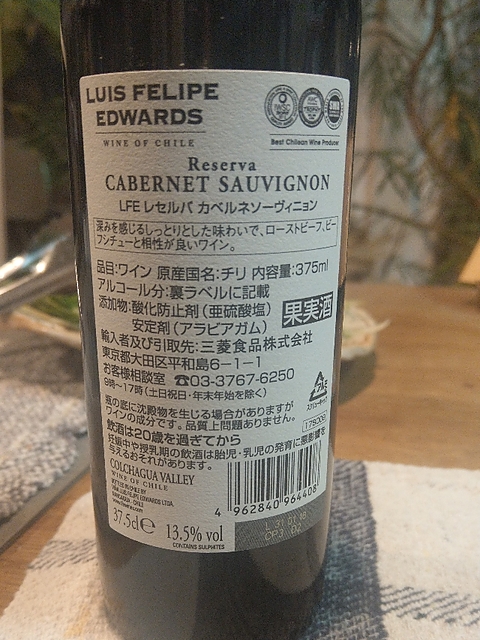 LUIS FELIPE
EDWARDS
WINE OF CHILE
Best Chilean Wine Producer
Reserva
CABERNET SAUVIGNON
LFE レセルバ カベルネソーヴィニョン
深みを感じるしっとりとした味わいで、ローストビーフ、ビー
フシチューと相性が良いワイン。
品目:ワイン 原産国名:チリ 内容量:375ml
アルコール分:裏ラベルに記載
添加物:酸化防止剤(亜硫酸塩)
安定剤(アラビアガム)
果実酒
輸入者及び引取先:三菱食品株式会社
東京都大田区平和島6-1-1
お客様相談室 ☎03-3767-6250
9時~17時(土日祝日・年末年始を除く)
瓶の底に沈殿物を生じる場合がありますが
ワインの成分です。品質上問題ありません。
飲酒は20歳を過ぎてから
妊娠中や授乳期の飲酒は胎児・乳児の発育に悪影響を
与えるおそれがあります。
COLCHAGUA VALLEY
WINE OF CHILE
37.5cl e 13.5% vol
CONTAINS SULPHITES
4 962840 964408